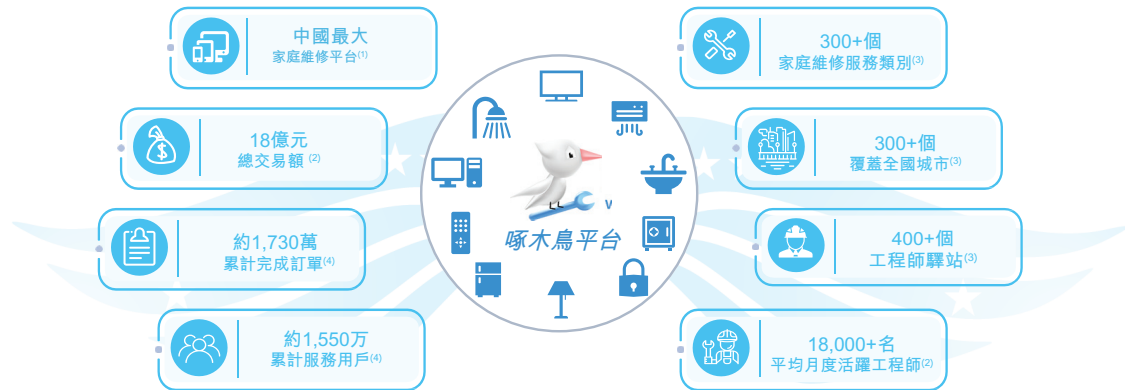 中國最大
家庭維修平台(1)
18億元
總交易額 (2)
約1,730萬
累計完成訂單(4)
約1,550万
累計服務用戶(4)
啄木鳥平台
300+個
家庭維修服務類別(3)
300+個
覆蓋全國城市(3)
400+個
工程師驛站(3)
18,000+名
平均月度活躍工程師(2)